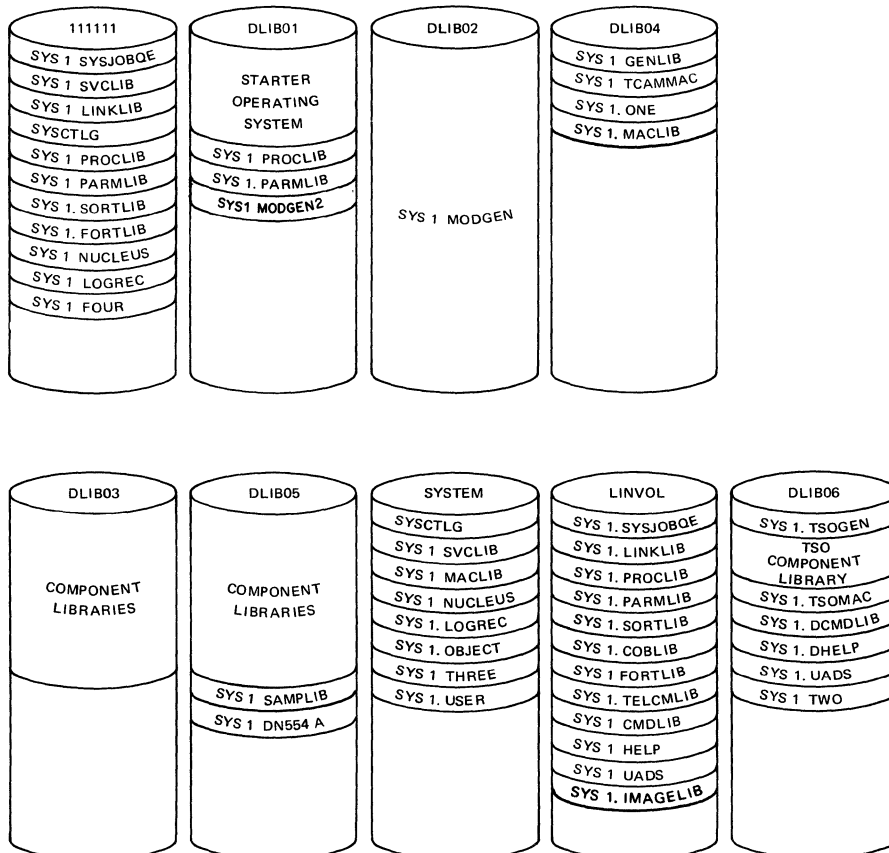 111111
SYS 1 SYSJOBQE
SYS 1 SVCLIB
SYS 1 LINKLIB
SYSCTLG
SYS 1 PROCLIB
SYS 1 PARMLIB
SYS 1. SORTLIB
SYS 1. FORTLIB
SYS 1 NUCLEUS
SYS 1 LOGREC
SYS 1 FOUR
DLIB01
STARTER
OPERATING
SYSTEM
SYS 1 PROCLIB
SYS 1. PARMLIB
SYS1 MODGEN2
DLIB02
SYS 1 MODGEN
DLIB04
SYS 1 GENLIB
SYS 1 TCAMMAC
SYS 1. ONE
SYS 1. MACLIB
DLIB03
COMPONENT
LIBRARIES
DLIB05
COMPONENT
LIBRARIES
SYS 1 SAMPLIB
SYS 1 DN554 A
SYSTEM
SYSCTLG
SYS 1 SVCLIB
SYS 1 MACLIB
SYS 1 NUCLEUS
SYS 1. LOGREC
SYS 1. OBJECT
SYS 1 THREE
SYS 1. USER
LINVOL
SYS 1. SYSJOBQE
SYS 1. LINKLIB
SYS 1. PROCLIB
SYS 1. PARMLIB
SYS 1. SORTLIB
SYS 1. COBLIB
SYS 1 FORTLIB
SYS 1. TELCMLIB
SYS 1 CMDLIB
SYS 1 HELP
SYS 1 UADS
SYS 1. IMAGELIB
DLIB06
SYS 1. TSOGEN
TSO
COMPONENT
LIBRARY
SYS 1. TSOMAC
SYS 1. DCMDLIB
SYS 1. DHELP
SYS 1. UADS
SYS 1 TWO